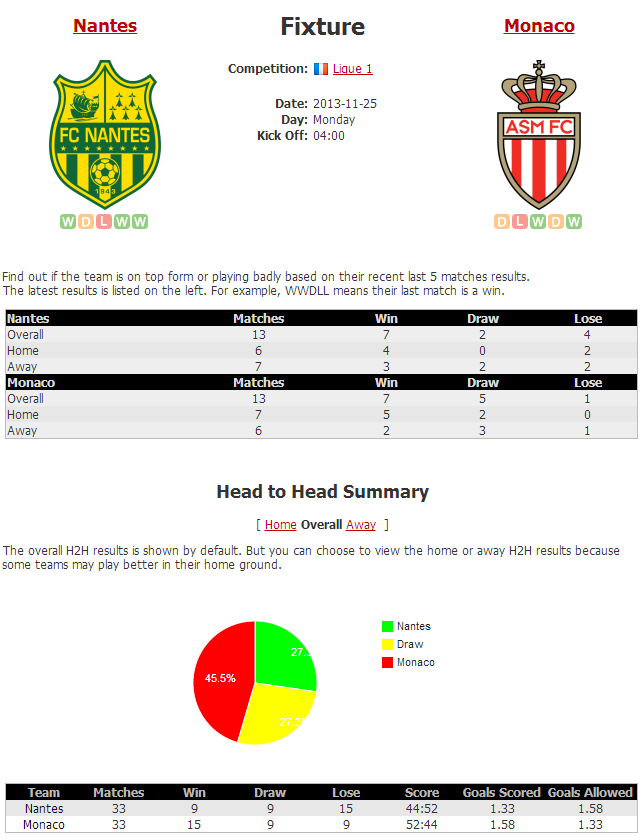 Nantes Fixture Monaco
Competition: Ligue 1
Date: 2013-11-25
Day: Monday
Kick Off: 04:00
FC NANTES
1943
ASM FC
W D L W W
D L W D W
Find out if the team is on top form or playing badly based on their recent last 5 matches results.
The latest results is listed on the left. For example, WWDLL means their last match is a win.
Nantes Matches Win Draw Lose
Overall 13 7 2 4
Home 6 4 0 2
Away 7 3 2 2
Monaco Matches Win Draw Lose
Overall 13 7 5 1
Home 7 5 2 0
Away 6 2 3 1
Head to Head Summary
[ Home Overall Away ]
The overall H2H results is shown by default. But you can choose to view the home or away H2H results because
some teams may play better in their home ground.
Nantes
Draw
Monaco
27.
45.5%
27.3
Team Matches Win Draw Lose Score Goals Scored Goals Allowed
Nantes 33 9 9 15 44:52 1.33 1.58
Monaco 33 15 9 9 52:44 1.58 1.33